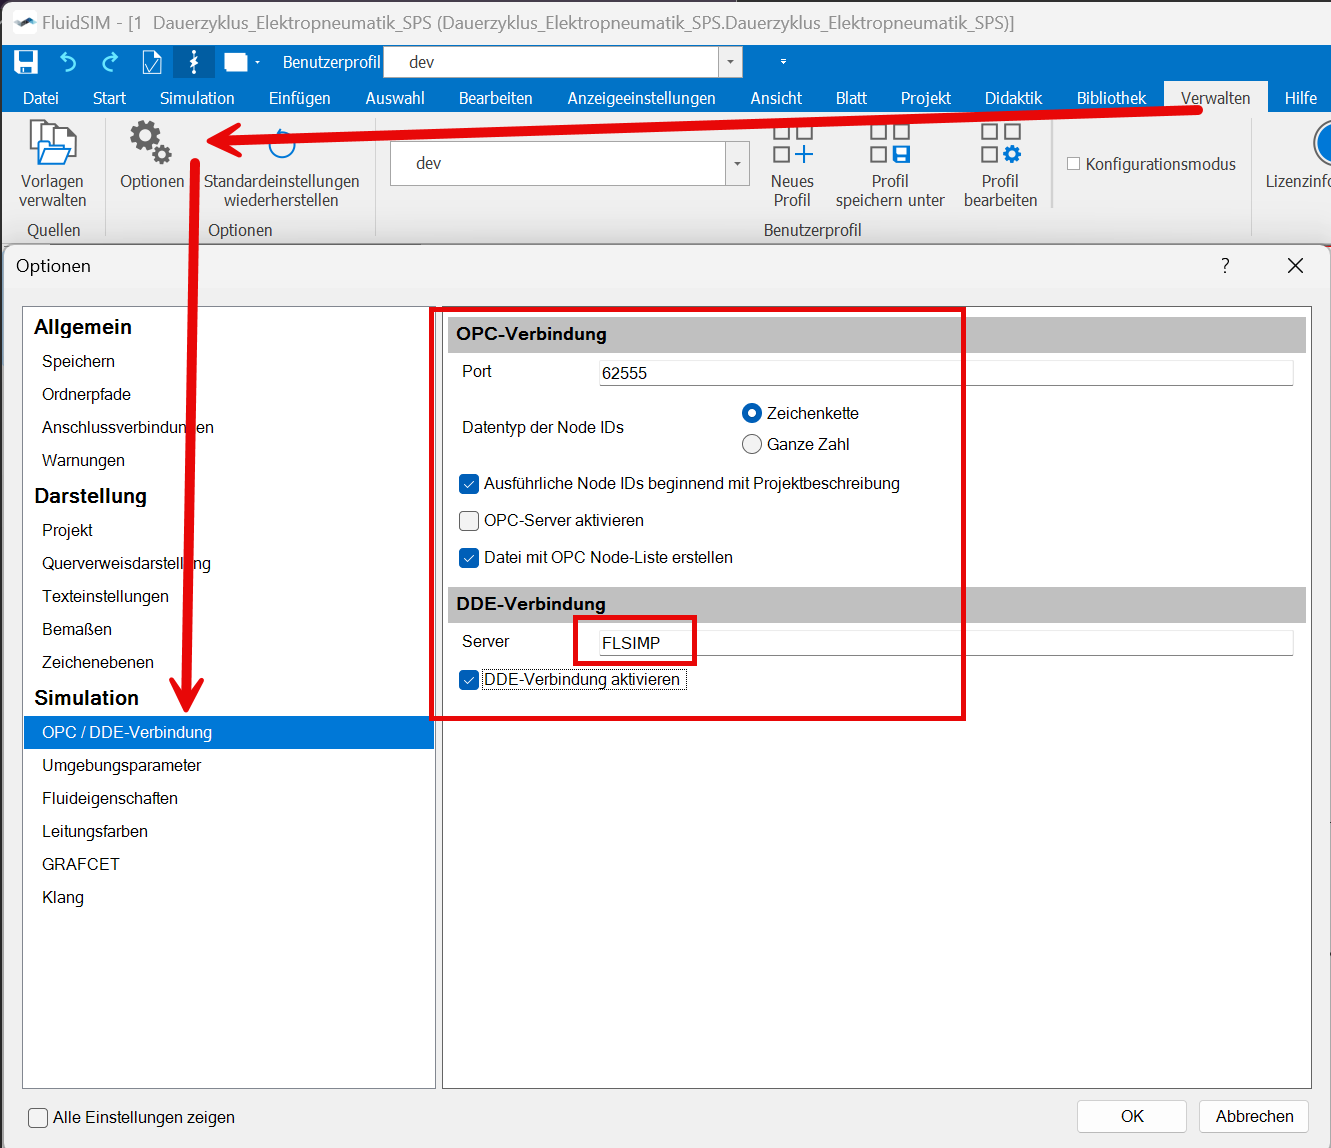 FluidSIM - [1  Dauerzyklus_Elektropneumatik_SPS (Dauerzyklus_Elektropneumatik_SPS.Dauerzyklus_Elektropneumatik_SPS)]
Benutzerprofil dev
Datei Start Simulation Einfügen Auswahl Bearbeiten Anzeigeeinstellungen Ansicht Blatt Projekt Didaktik Bibliothek Verwalten Hilfe
Vorlagen verwalten
Quellen
Optionen
Standardeinstellungen wiederherstellen
Optionen
dev
Neues Profil
Profil speichern unter
Profil bearbeiten
Benutzerprofil
Konfigurationsmodus
Lizenzinfo
Optionen
?
Allgemein
Speichern
Ordnerpfade
Anschlussverbindungen
Warnungen
Darstellung
Projekt
Querverweisdarstellung
Texteinstellungen
Bemaßen
Zeichenebenen
Simulation
OPC / DDE-Verbindung
Umgebungsparameter
Fluideigenschaften
Leitungsfarben
GRAFCET
Klang
OPC-Verbindung
Port 62555
Datentyp der Node IDs
Zeichenkette
Ganze Zahl
Ausführliche Node IDs beginnend mit Projektbeschreibung
OPC-Server aktivieren
Datei mit OPC Node-Liste erstellen
DDE-Verbindung
Server FLSIMP
DDE-Verbindung aktivieren
Alle Einstellungen zeigen
OK Abbrechen